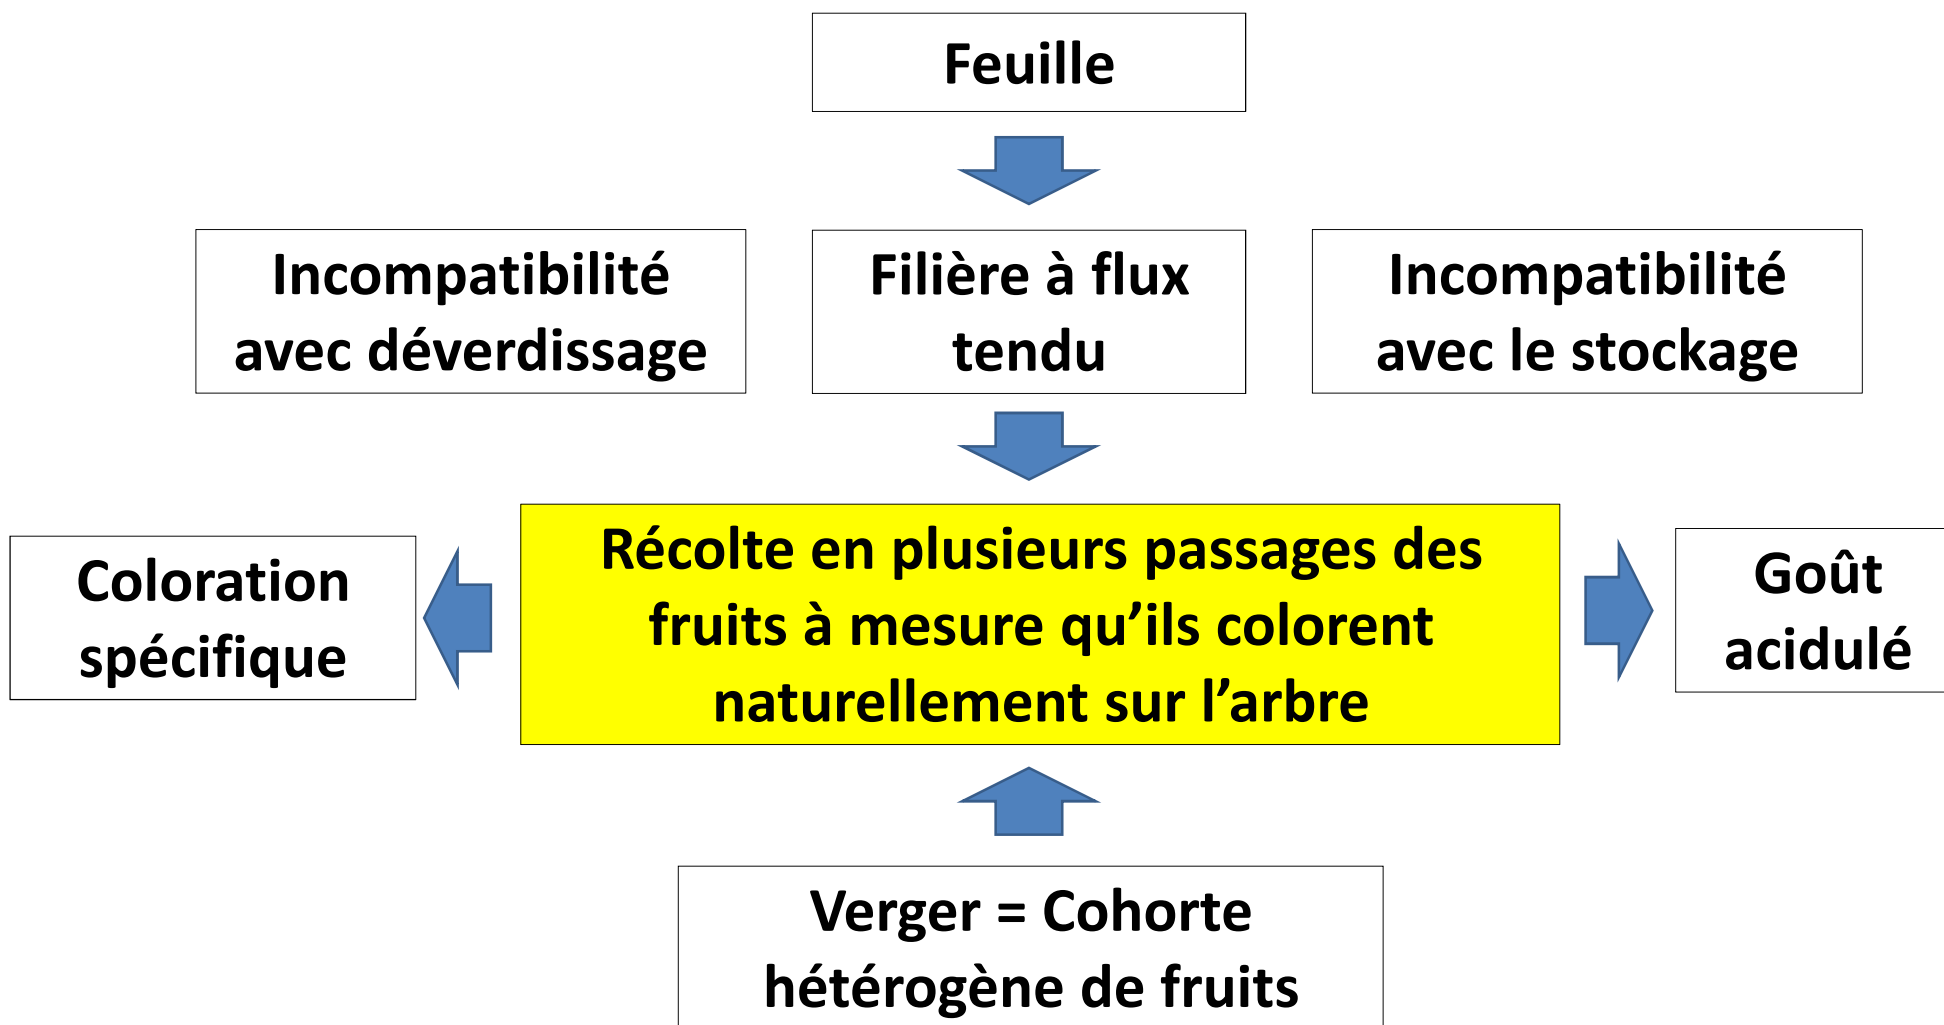 Feuille
Incompatibilité
avec déverdissage
Filière à flux
tendu
Incompatibilité
avec le stockage
Coloration
spécifique
Récolte en plusieurs passages des
fruits à mesure qu’ils colorent
naturellement sur l’arbre
Goût
acidulé
Verger = Cohorte
hétérogène de fruits